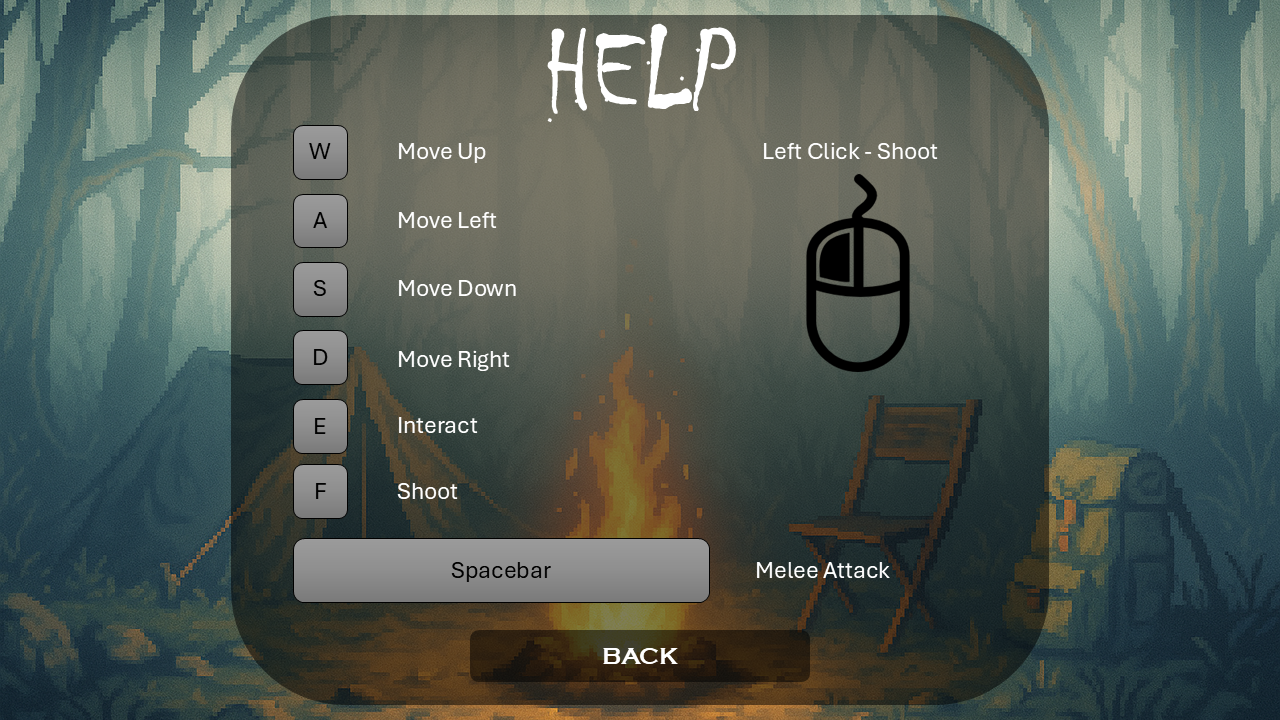 HELP
W Move Up
Left Click - Shoot
A Move Left
S Move Down
D Move Right
E Interact
F Shoot
Spacebar Melee Attack
BACK